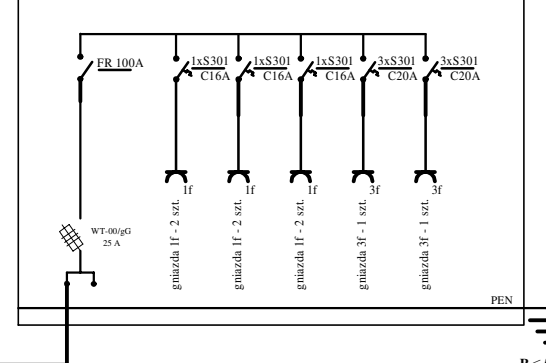 FR 100A
1xS301
C16A
1xS301
C16A
1xS301
C16A
3xS301
C20A
3xS301
C20A
1f
1f
1f
3f
3f
gniazda 1f - 2 szt.
gniazda 1f - 2 szt.
gniazda 1f - 2 szt.
gniazda 3f - 1 szt.
gniazda 3f - 1 szt.
WT-00/gG
25 A
PEN